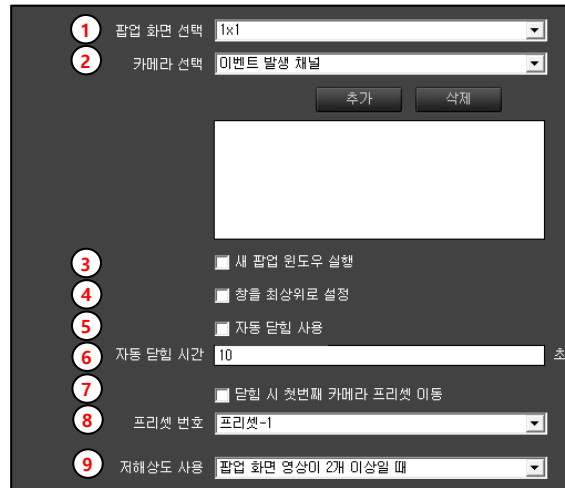 1 팝업 화면 선택 1x1
2 카메라 선택 이벤트 발생 채널
추가 삭제
3 새 팝업 윈도우 실행
4 창을 최상위로 설정
5 자동 닫힘 사용
6 자동 닫힘 시간 10 초
7 닫힘 시 첫번째 카메라 프리셋 이동
8 프리셋 번호 프리셋-1
9 저해상도 사용 팝업 화면 영상이 2개 이상일 때